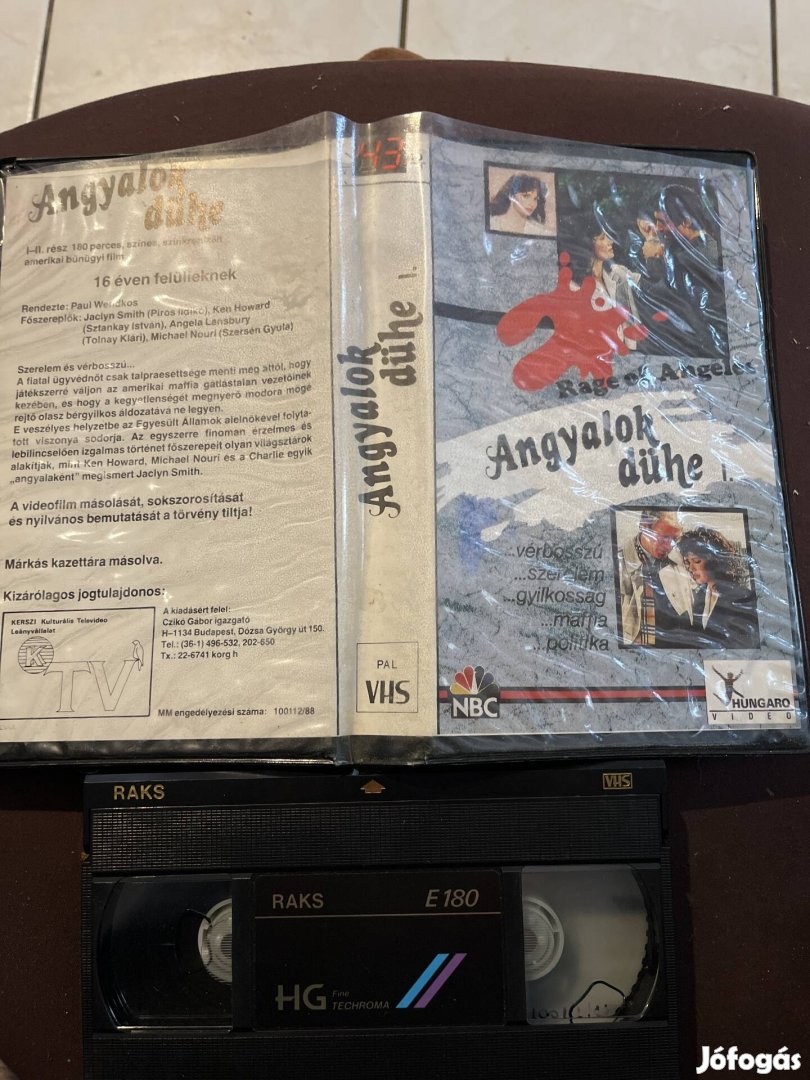 Angyalok
dühe
I–II. rész 180 perces, színes, szinkronizált
amerikai bűnügyi film
16 éven felülieknek
Rendezte: Paul Wendkos
Főszereplők: Jaclyn Smith (Piros Ildikó), Ken Howard
(Sztankay István), Angela Lansbury
(Tolnay Klári), Michael Nouri (Szersén Gyula)
Szerelem és vérbosszú...
A fiatal ügyvédnőt csak talpraesettsége menti meg attól, hogy
játékszerré váljon az amerikai maffia gátlástalan vezetőinek
kezében, és hogy a kegyetlenségét megnyerő modora mögé
rejtő olasz bérgyilkos áldozatává ne legyen.
E veszélyes helyzetbe az Egyesült Államok alelnökével folyta-
tott viszonya sodorja. Az egyszerre finoman érzelmes és
lebilincselően izgalmas történet főszerepeit olyan világsztárok
alakítják, mint Ken Howard, Michael Nouri és a Charlie egyik
„angyalaként” megismert Jaclyn Smith.
A videofilm másolását, sokszorosítását
és nyilvános bemutatását a törvény tiltja!
Márkás kazettára másolva.
Kizárólagos jogtulajdonos:
KERSZI Kulturális Televideo
Leányvállalat
K
TV
A kiadásért felel:
Czikó Gábor igazgató
H–1134 Budapest, Dózsa György út 150.
Tel.: (36-1) 496-532, 202-650
Tx.: 22-6741 korg h
MM engedélyezési száma: 100112/88
43
Angyalok
dühe I.
PAL
VHS
Rage of Angeles
Angyalok
dühe I.
...vérbosszú
...szerelem
...gyilkosság
...maffia
...politika
NBC
HUNGARO
VIDEO
RAKS
VHS
RAKS
E 180
HG Fine
TECHROMA
Jófogás